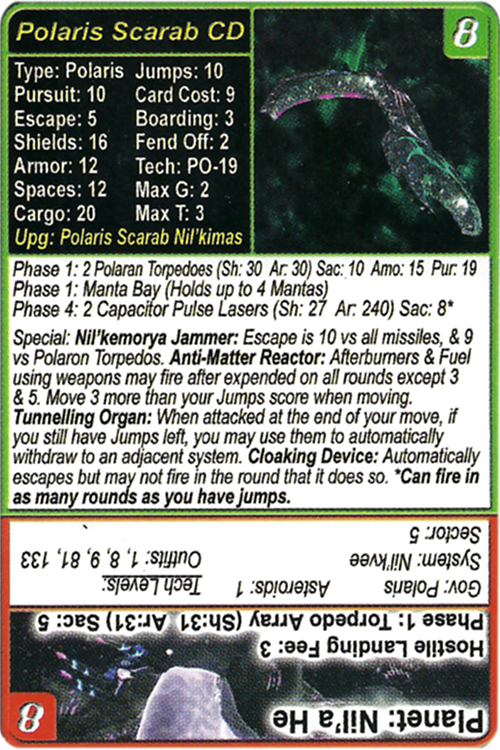 Polaris Scarab CD
8
Type: Polaris Jumps: 10
Pursuit: 10 Card Cost: 9
Escape: 5 Boarding: 3
Shields: 16 Fend Off: 2
Armor: 12 Tech: PO-19
Spaces: 12 Max G: 2
Cargo: 20 Max T: 3
Upg: Polaris Scarab Nil'kimas
Phase 1: 2 Polaran Torpedoes (Sh: 30 Ar: 30) Sac: 10 Amo: 15 Pur: 19
Phase 1: Manta Bay (Holds up to 4 Mantas)
Phase 4: 2 Capacitor Pulse Lasers (Sh: 27 Ar: 240) Sac: 8*
Special: Nil'kemorya Jammer: Escape is 10 vs all missiles, & 9
vs Polaron Torpedos. Anti-Matter Reactor: Afterburners & Fuel
using weapons may fire after expended on all rounds except 3
& 5. Move 3 more than your Jumps score when moving.
Tunnelling Organ: When attacked at the end of your move, if
you still have Jumps left, you may use them to automatically
withdraw to an adjacent system. Cloaking Device: Automatically
escapes but may not fire in the round that it does so. *Can fire in
as many rounds as you have jumps.
Planet: Nil'a He
8
Hostile Landing Fee: 3
Phase 1: Torpedo Array (Sh:31 Ar:31) Sac: 5
Gov: Polaris Asteroids: 1 Tech Levels:
System: Nil'kvee Outfits: 1, 8, 9, 81, 133
Sector: 5